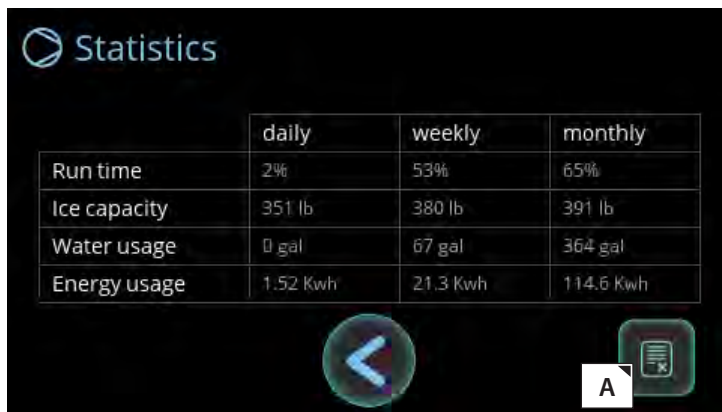 Statistics
daily weekly monthly
Run time 2% 53% 65%
Ice capacity 351 lb 380 lb 391 lb
Water usage 0 gal 67 gal 364 gal
Energy usage 1.52 Kwh 21.3 Kwh 114.6 Kwh
A